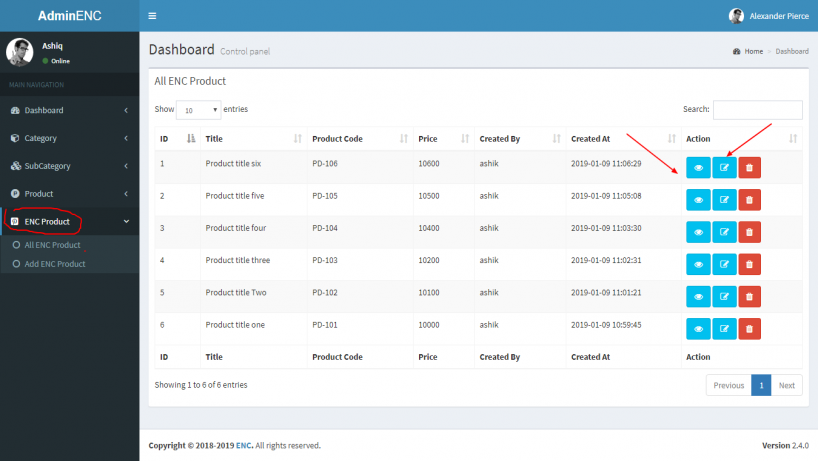 AdminENC
Alexander Pierce
Ashiq
Online
MAIN NAVIGATION
Dashboard
Category
SubCategory
Product
ENC Product
All ENC Product
Add ENC Product
Dashboard Control panel
Home > Dashboard
All ENC Product
Show 10 entries Search:
ID Title Product Code Price Created By Created At Action
1 Product title six PD-106 10600 ashik 2019-01-09 11:06:29
2 Product title five PD-105 10500 ashik 2019-01-09 11:05:08
3 Product title four PD-104 10400 ashik 2019-01-09 11:03:30
4 Product title three PD-103 10200 ashik 2019-01-09 11:02:31
5 Product title Two PD-102 10100 ashik 2019-01-09 11:01:21
6 Product title one PD-101 10000 ashik 2019-01-09 10:59:45
ID Title Product Code Price Created By Created At Action
Showing 1 to 6 of 6 entries
Previous 1 Next
Copyright © 2018-2019 ENC. All rights reserved. Version 2.4.0